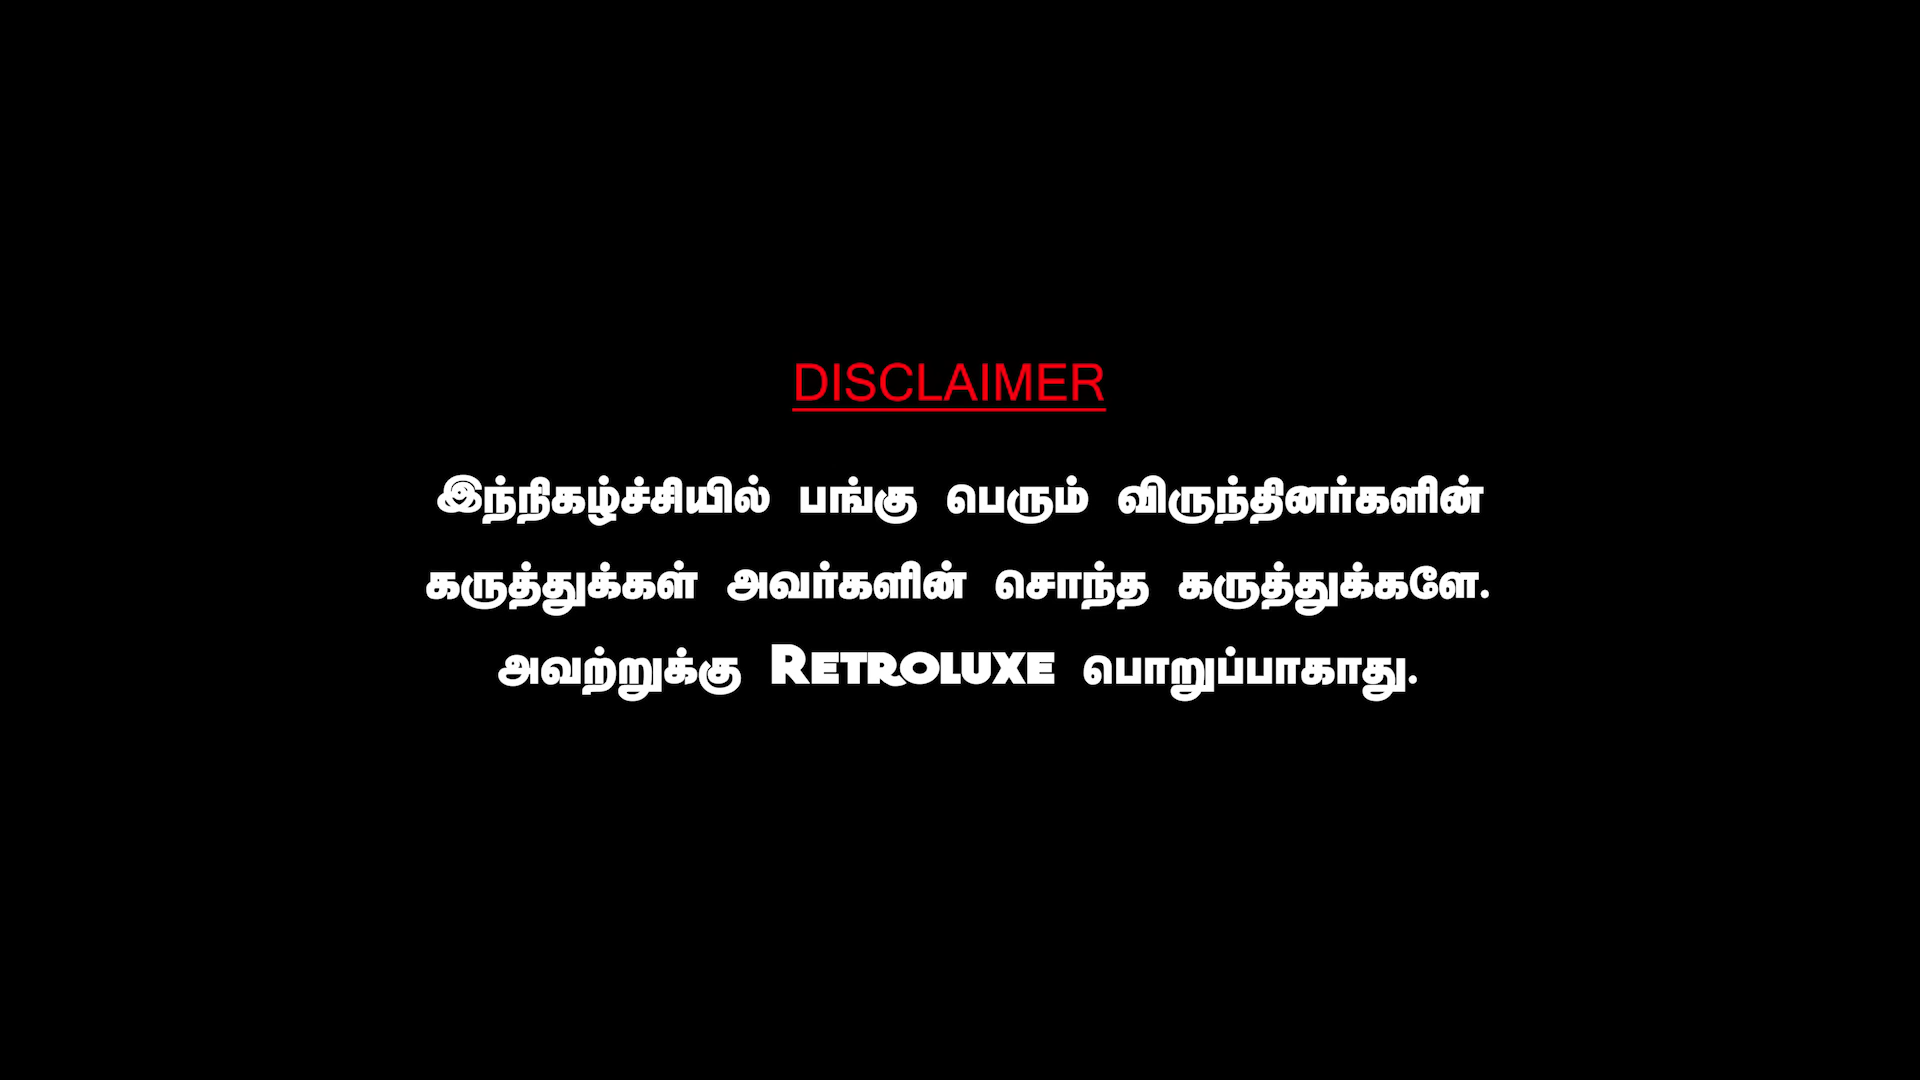 DISCLAIMER
இந்நிகழ்ச்சியில் பங்கு பெரும் விருந்தினர்களின்
கருத்துக்கள் அவர்களின் சொந்த கருத்துக்களே.
அவற்றுக்கு RETROLUXE பொறுப்பாகாது.